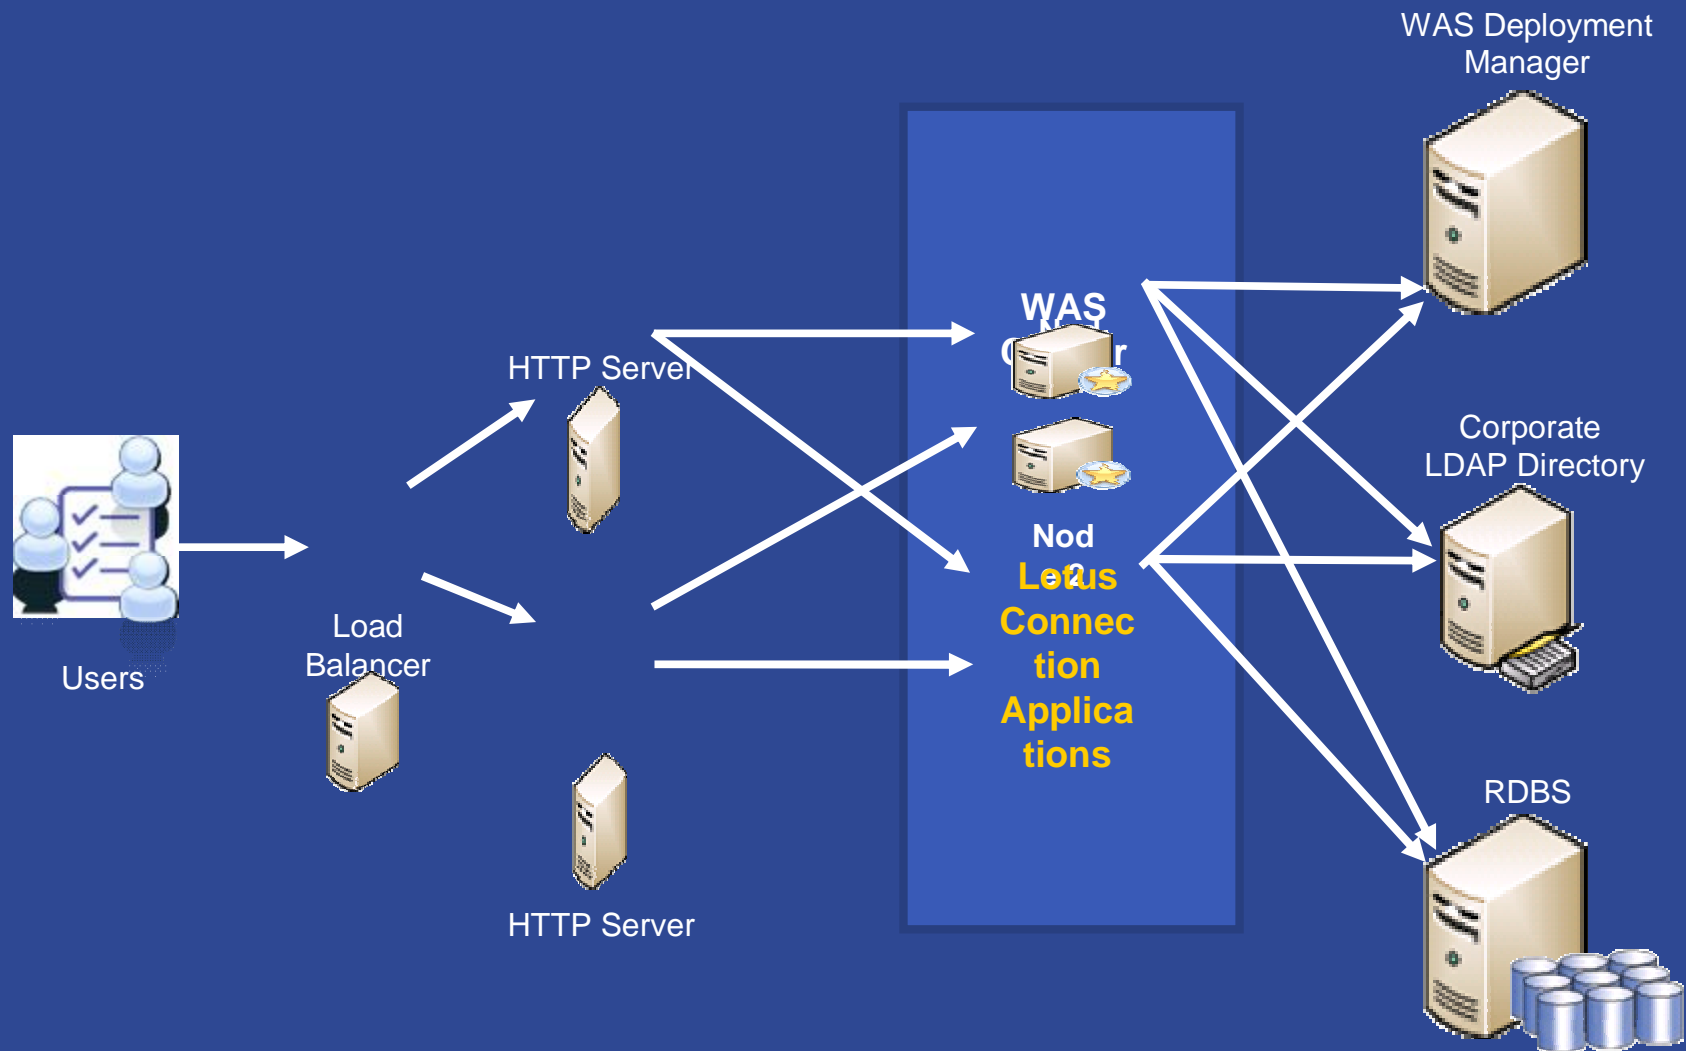 WAS Deployment
Manager
WAS
HTTP Server
Corporate
LDAP Directory
Nod
e 2
Lotus
Connec
tion
Applica
tions
Load
Balancer
Users
RDBS
HTTP Server